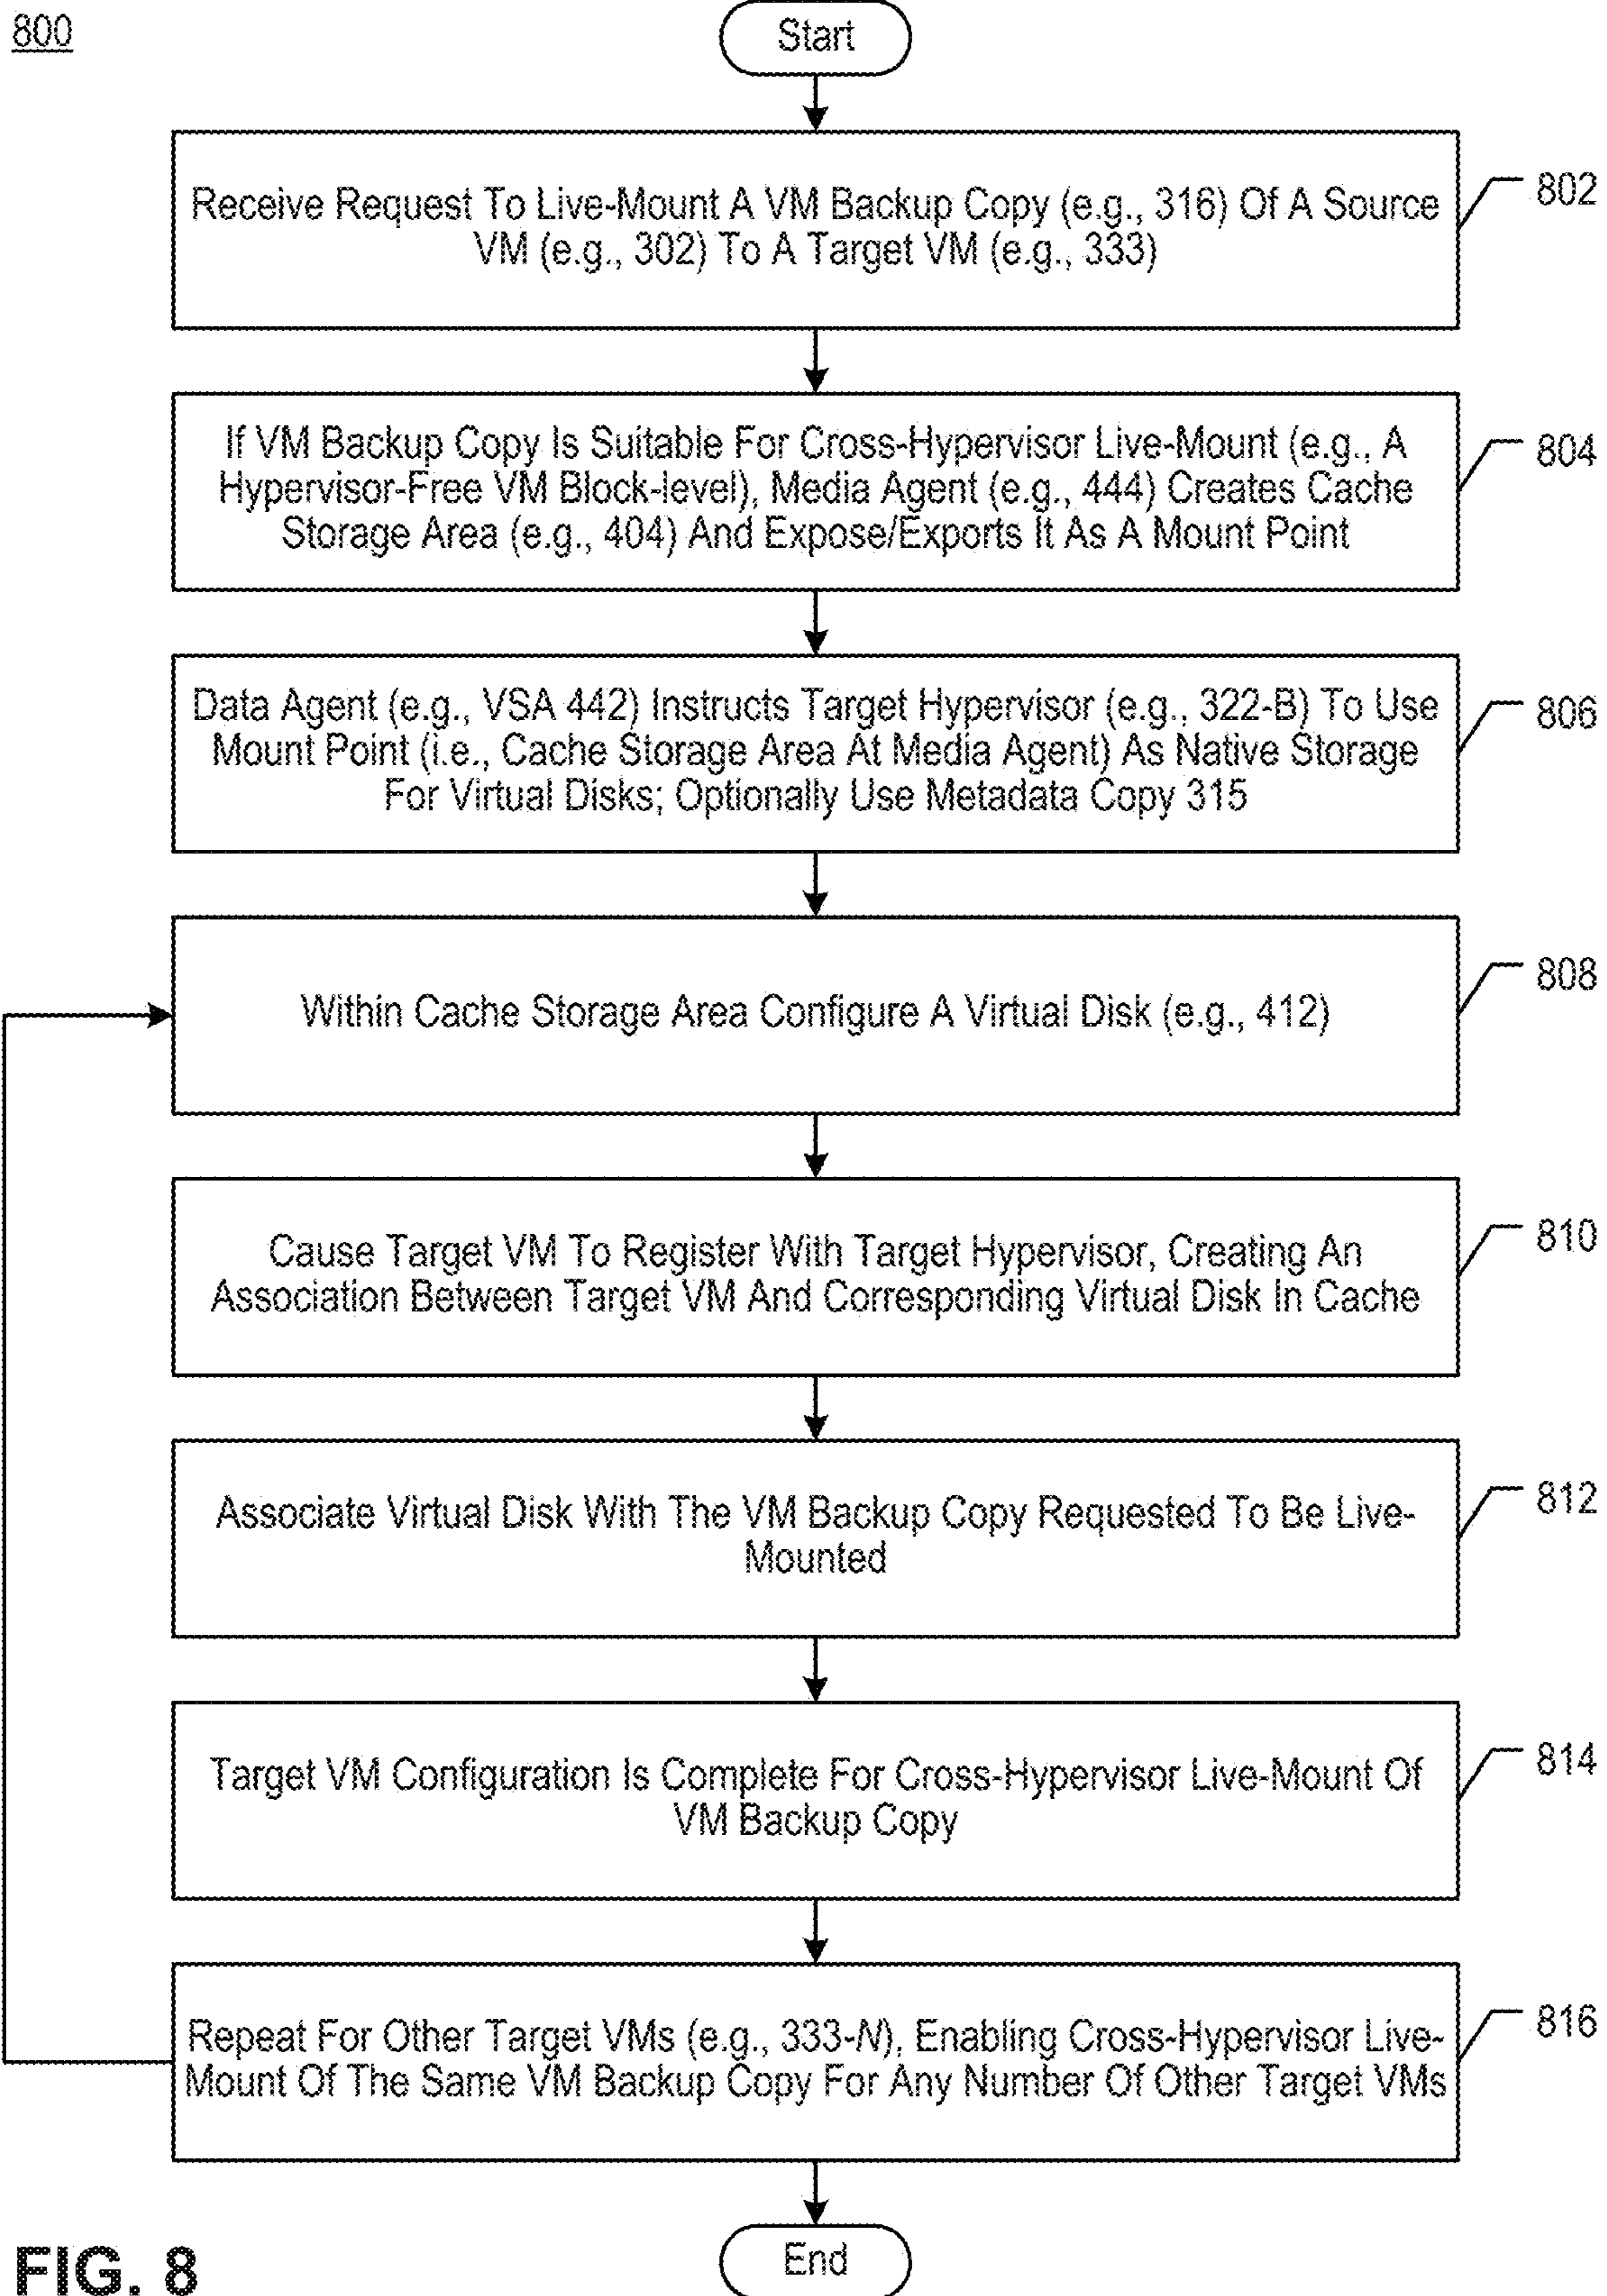 800
Start
Receive Request To Live-Mount A VM Backup Copy (e.g., 316) Of A Source
VM (e.g., 302) To A Target VM (e.g., 333)
802
If VM Backup Copy Is Suitable For Cross-Hypervisor Live-Mount (e.g., A
Hypervisor-Free VM Block-level), Media Agent (e.g., 444) Creates Cache
Storage Area (e.g., 404) And Expose/Exports It As A Mount Point
804
Data Agent (e.g., VSA 442) Instructs Target Hypervisor (e.g., 322-B) To Use
Mount Point (i.e., Cache Storage Area At Media Agent) As Native Storage
For Virtual Disks; Optionally Use Metadata Copy 315
806
Within Cache Storage Area Configure A Virtual Disk (e.g., 412)
808
Cause Target VM To Register With Target Hypervisor, Creating An
Association Between Target VM And Corresponding Virtual Disk In Cache
810
Associate Virtual Disk With The VM Backup Copy Requested To Be Live-
Mounted
812
Target VM Configuration Is Complete For Cross-Hypervisor Live-Mount Of
VM Backup Copy
814
Repeat For Other Target VMs (e.g., 333-N), Enabling Cross-Hypervisor Live-
Mount Of The Same VM Backup Copy For Any Number Of Other Target VMs
816
End
FIG. 8